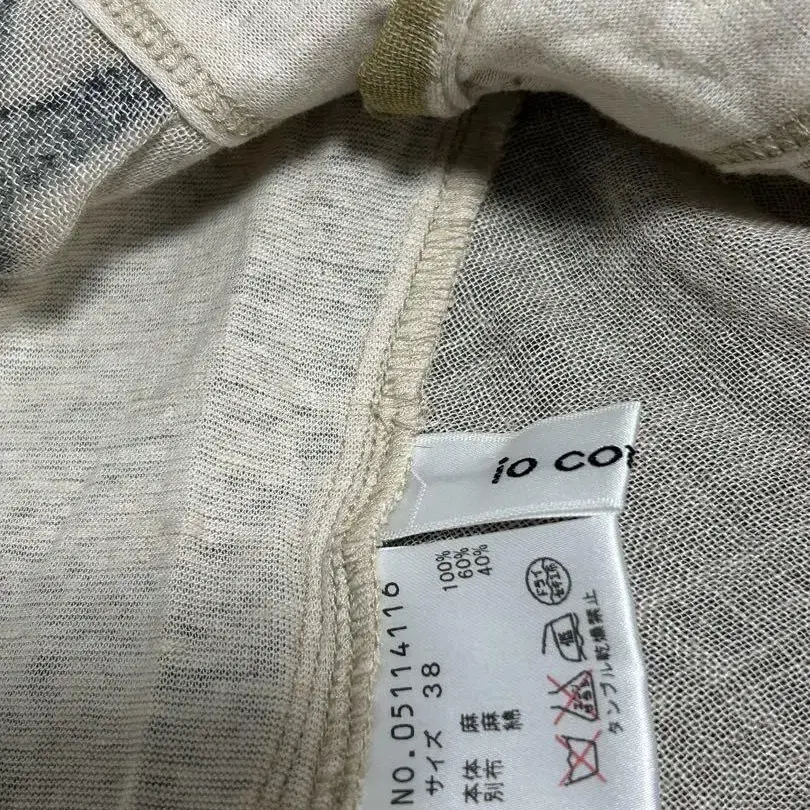 io co
NO.05114116
サイズ 38
本体 麻 100%
別布 麻 60%
綿 40%
ドライ
低
タンブル乾燥禁止